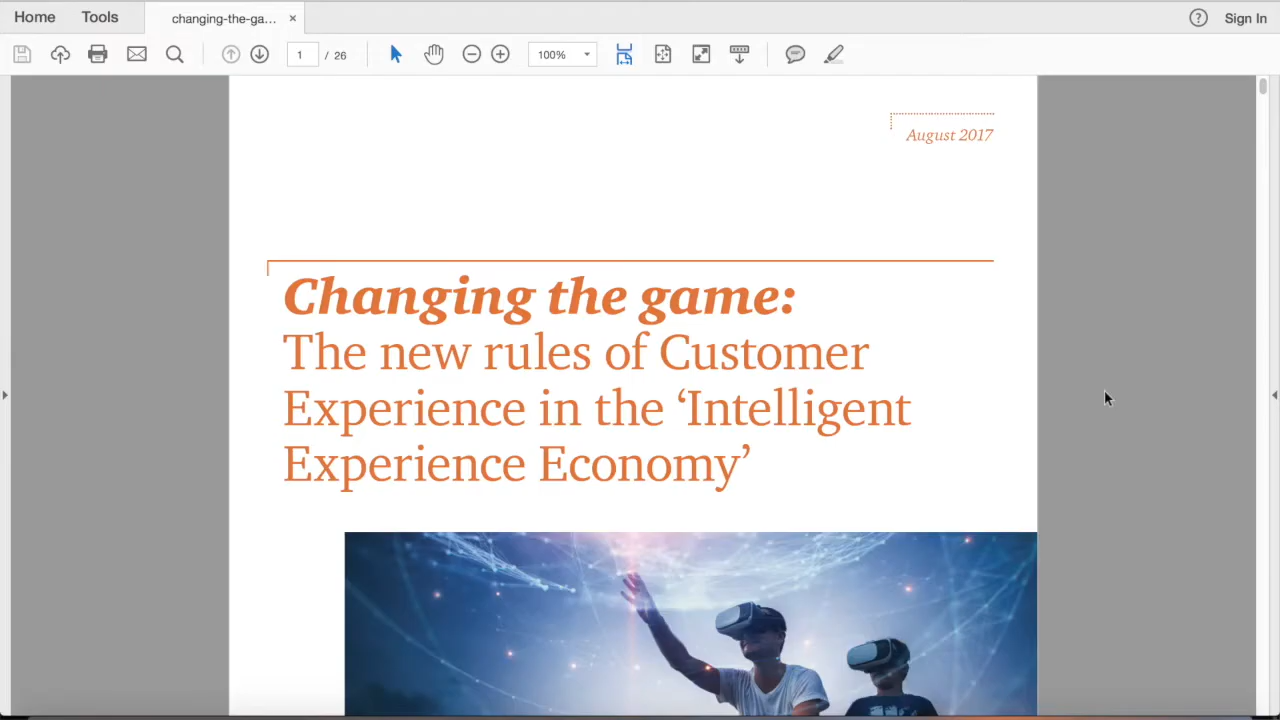 Home Tools changing-the-ga... × ? Sign In
1 / 26 100%
August 2017
Changing the game:
The new rules of Customer
Experience in the ‘Intelligent
Experience Economy’